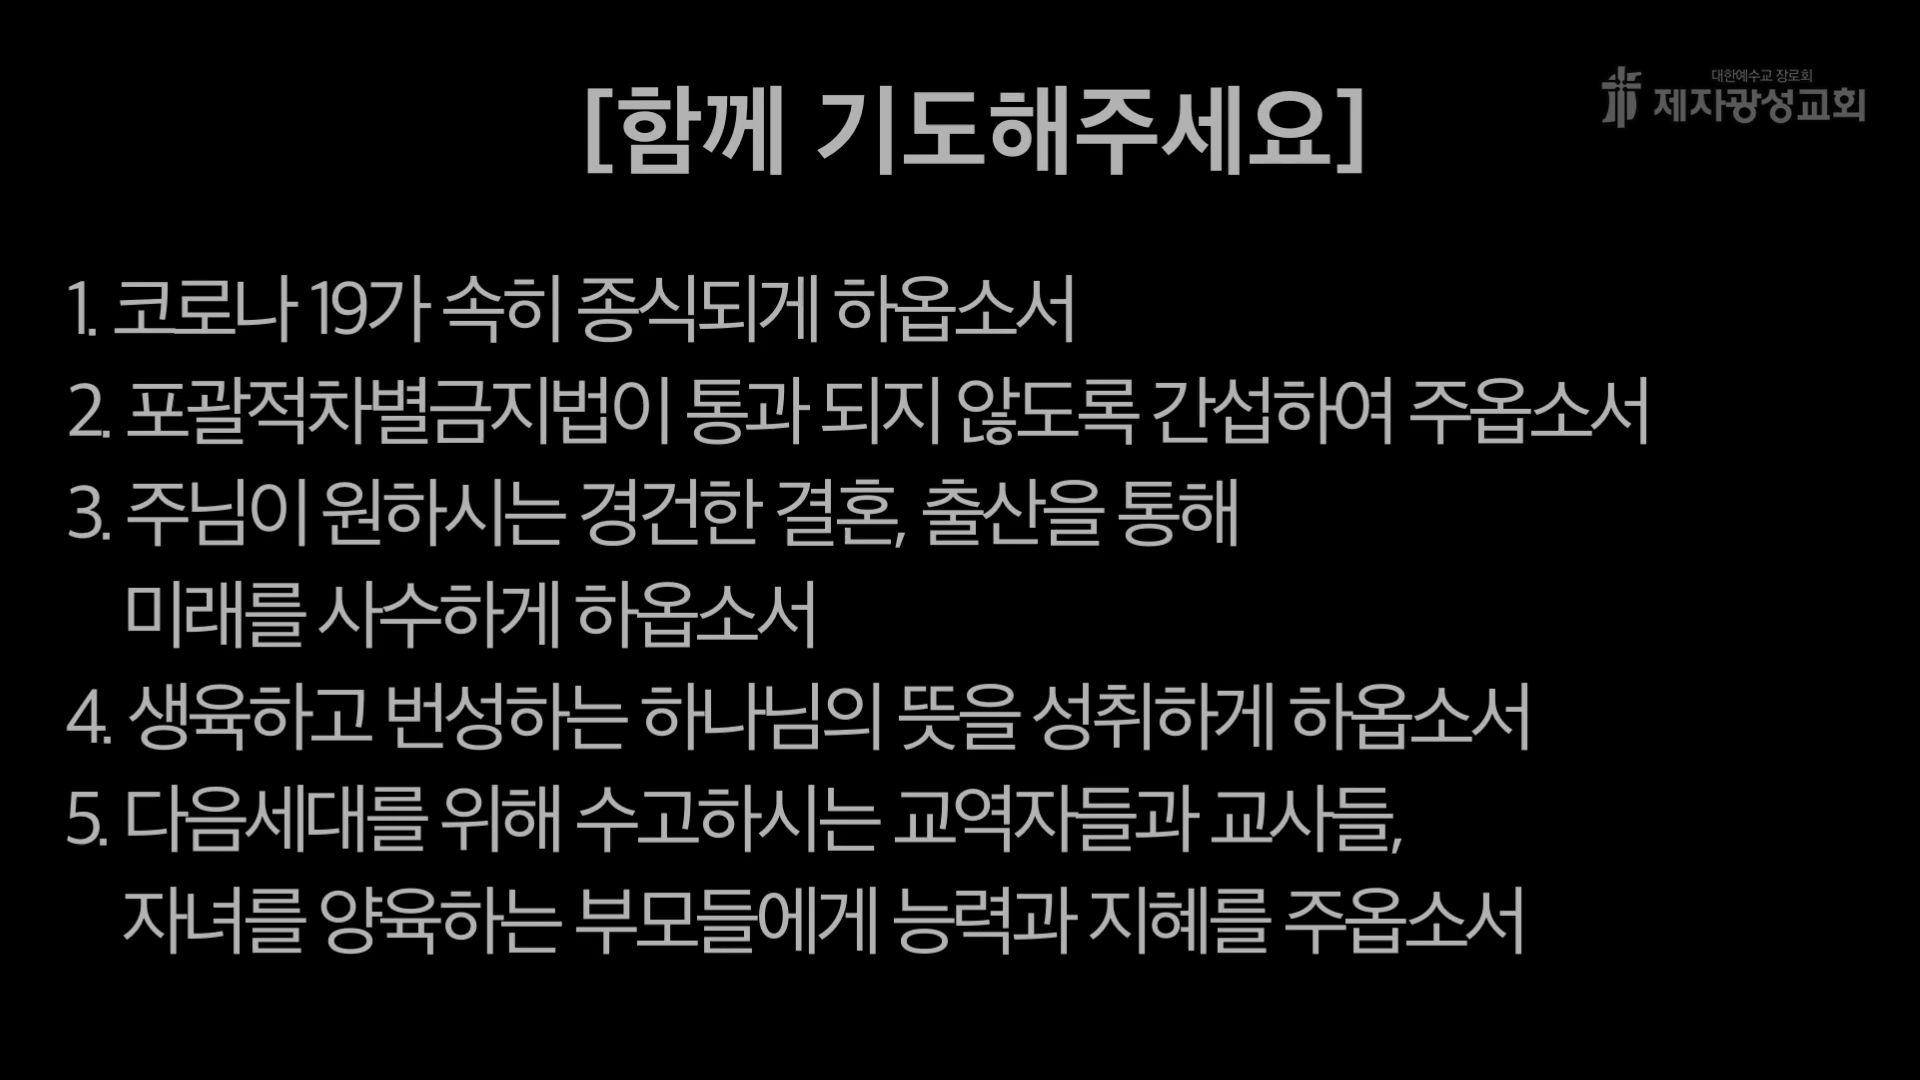 대한예수교 장로회
제자광성교회
[함께 기도해주세요]
1. 코로나 19가 속히 종식되게 하옵소서
2. 포괄적차별금지법이 통과 되지 않도록 간섭하여 주옵소서
3. 주님이 원하시는 경건한 결혼, 출산을 통해
미래를 사수하게 하옵소서
4. 생육하고 번성하는 하나님의 뜻을 성취하게 하옵소서
5. 다음세대를 위해 수고하시는 교역자들과 교사들,
자녀를 양육하는 부모들에게 능력과 지혜를 주옵소서